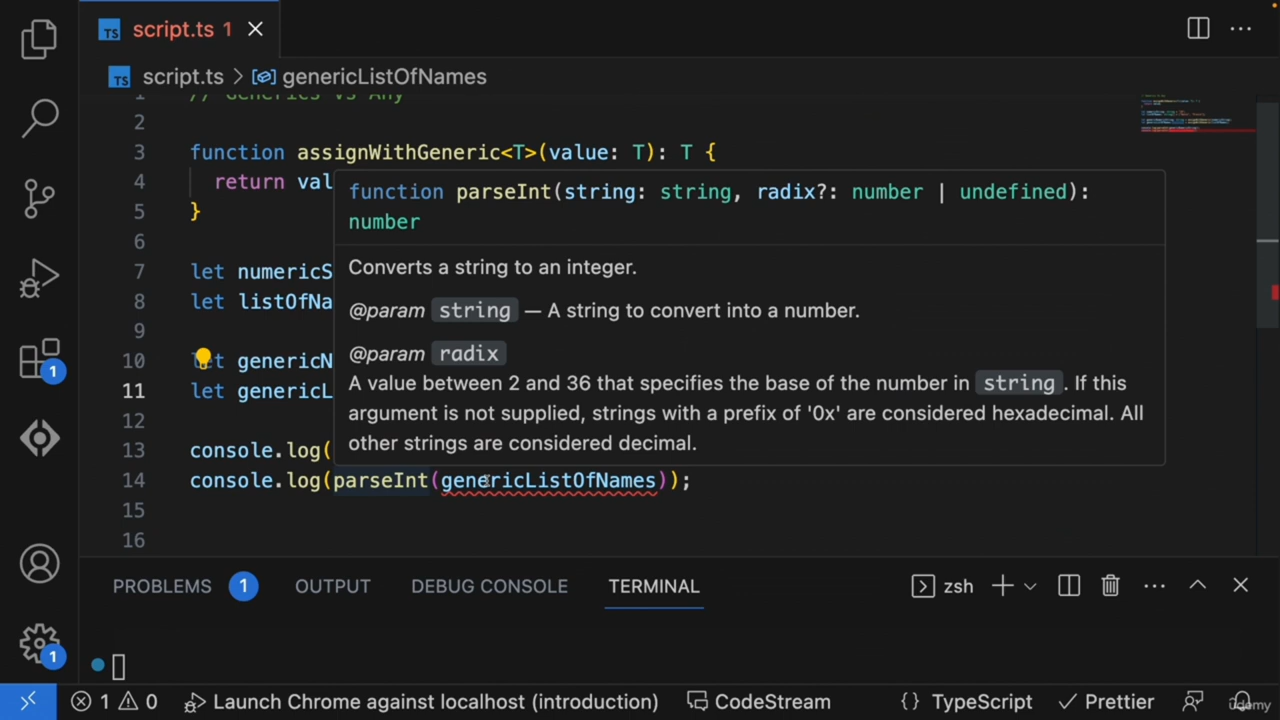 TS script.ts 1
TS script.ts > genericListOfNames
1 // Generics vs Any
2
3 function assignWithGeneric<T>(value: T): T {
4 return val
5 }
6
7 let numericS
8 let listOfNa
9
10 let genericN
11 let genericL
12
13 console.log(
14 console.log(parseInt(genericListOfNames));
15
16
function parseInt(string: string, radix?: number | undefined):
number
Converts a string to an integer.
@param string — A string to convert into a number.
@param radix
A value between 2 and 36 that specifies the base of the number in string. If this
argument is not supplied, strings with a prefix of '0x' are considered hexadecimal. All
other strings are considered decimal.
1
PROBLEMS 1 OUTPUT DEBUG CONSOLE TERMINAL zsh
1
1 0 Launch Chrome against localhost (introduction) CodeStream {} TypeScript Prettier
udemy